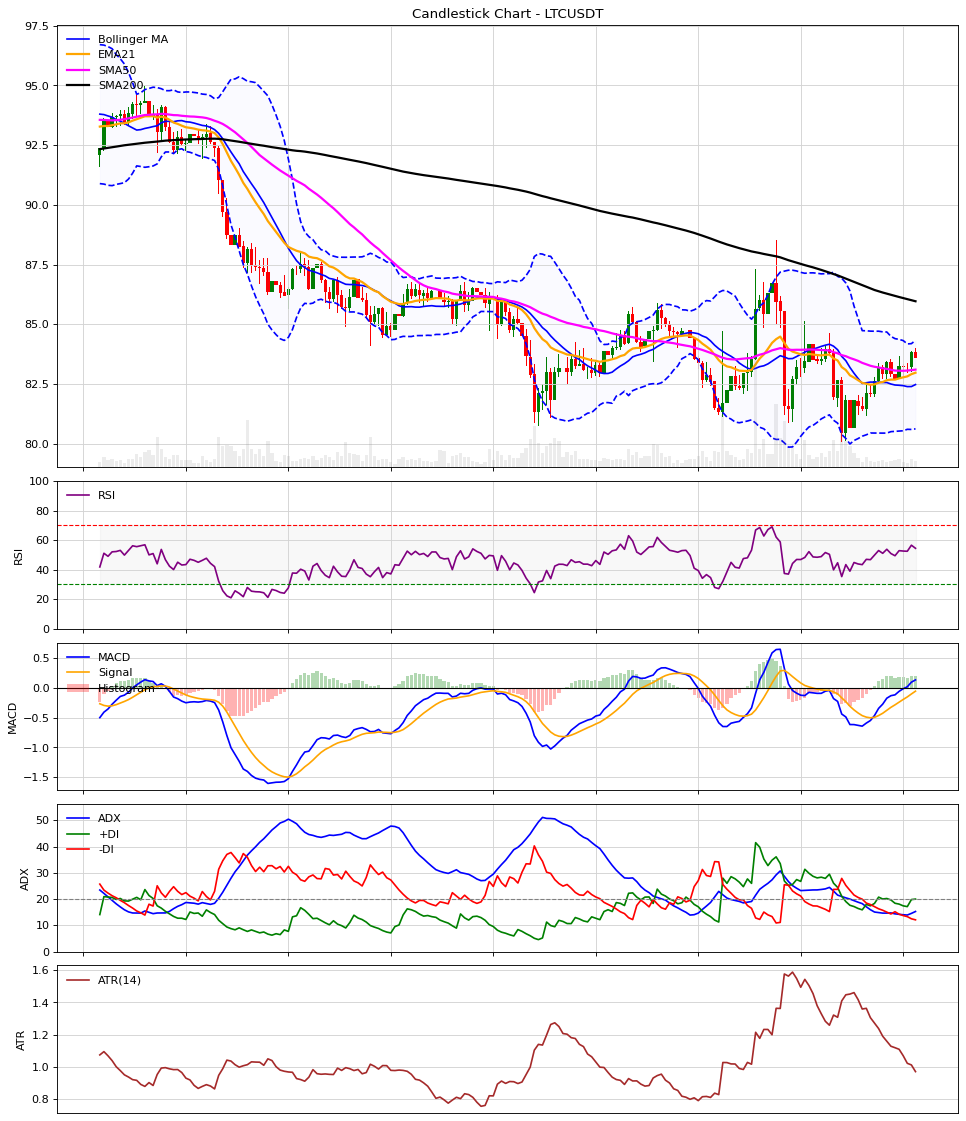 Candlestick Chart - LTCUSDT
97.5
95.0
92.5
90.0
87.5
85.0
82.5
80.0
Bollinger MA
EMA21
SMA50
SMA200
100
80
60
40
20
0
RSI
RSI
0.5
0.0
−0.5
−1.0
−1.5
MACD
MACD
Signal
Histogram
50
40
30
20
10
0
ADX
ADX
+DI
-DI
1.6
1.4
1.2
1.0
0.8
ATR
ATR(14)